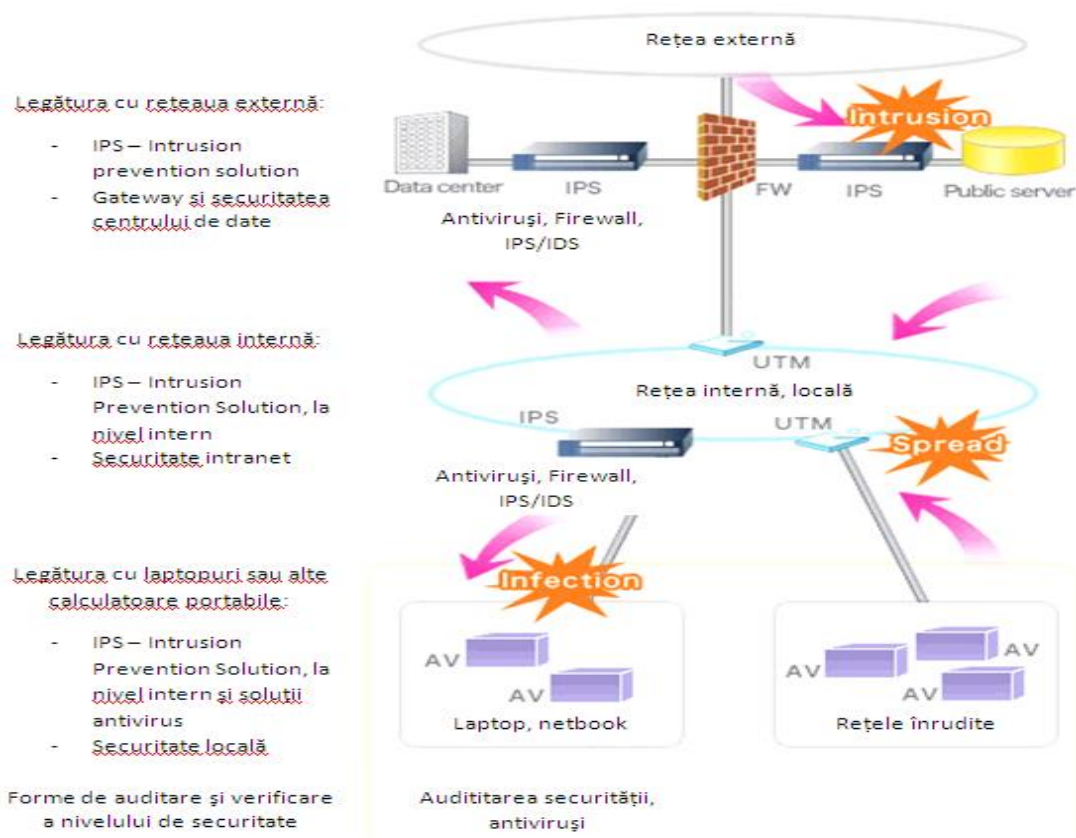 Rețea externă
Legătura cu reteaua externă:
- IPS – Intrusion
prevention solution
- Gateway și securitatea
centrului de date
Intrusion
Data center
IPS
FW
IPS
Public server
Antiviruși, Firewall,
IPS/IDS
Legătura cu reteaua internă:
- IPS – Intrusion
Prevention Solution, la
nivel intern
- Securitate intranet
UTM
Rețea internă, locală
IPS
UTM
Spread
Antiviruși, Firewall,
IPS/IDS
Legătura cu laptopuri sau alte
calculatoare portabile:
- IPS – Intrusion
Prevention Solution, la
nivel intern și soluții
antivirus
- Securitate locală
Infection
AV
AV
Laptop, netbook
AV
AV
AV
Rețele înrudite
Forme de auditare și verificare
a nivelului de securitate
Audititarea securității,
antiviruși